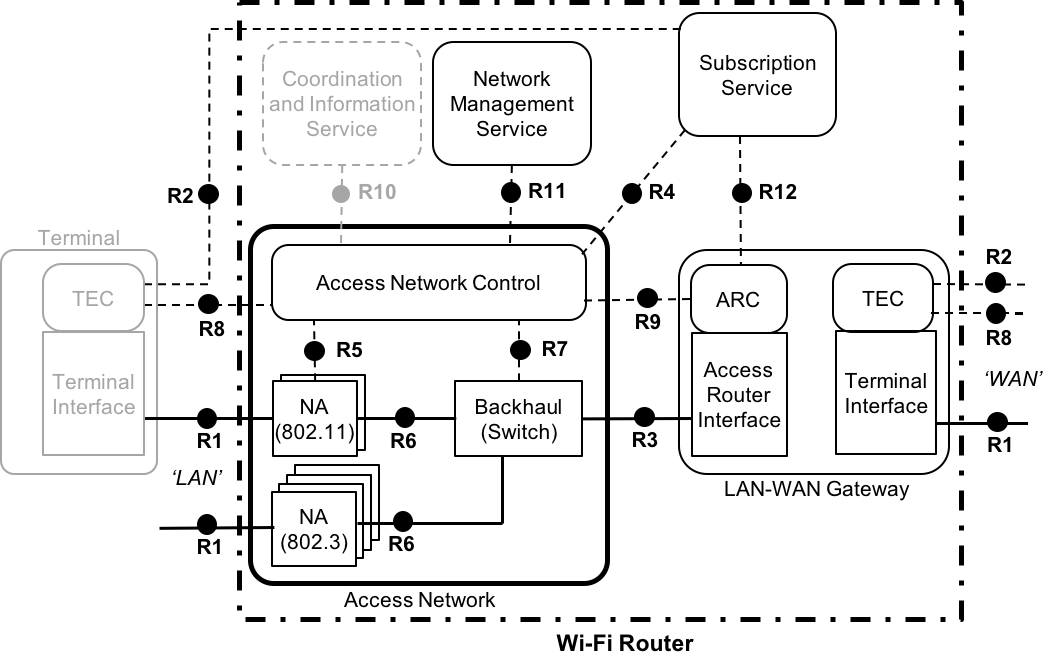 Coordination
and Information
Service
Network
Management
Service
Subscription
Service
R2
R10
R11
R4
R12
Terminal
TEC
Access Network Control
ARC
TEC
R2
R8
R9
R8
R5
R7
Terminal
Interface
NA
(802.11)
Backhaul
(Switch)
Access
Router
Interface
Terminal
Interface
‘WAN’
R1
R6
R3
R1
‘LAN’
LAN-WAN Gateway
NA
(802.3)
R1
R6
Access Network
Wi-Fi Router